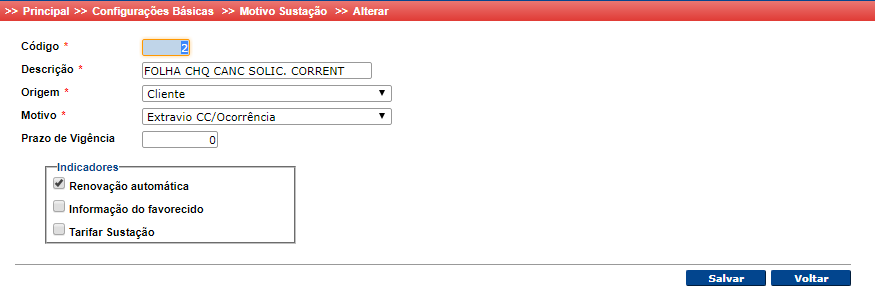 >> Principal >> Configurações Básicas >> Motivo Sustação >> Alterar
Código * 2
Descrição * FOLHA CHQ CANC SOLIC. CORRENT
Origem * Cliente
Motivo * Extravio CC/Ocorrência
Prazo de Vigência 0
Indicadores
Renovação automática
Informação do favorecido
Tarifar Sustação
Salvar Voltar